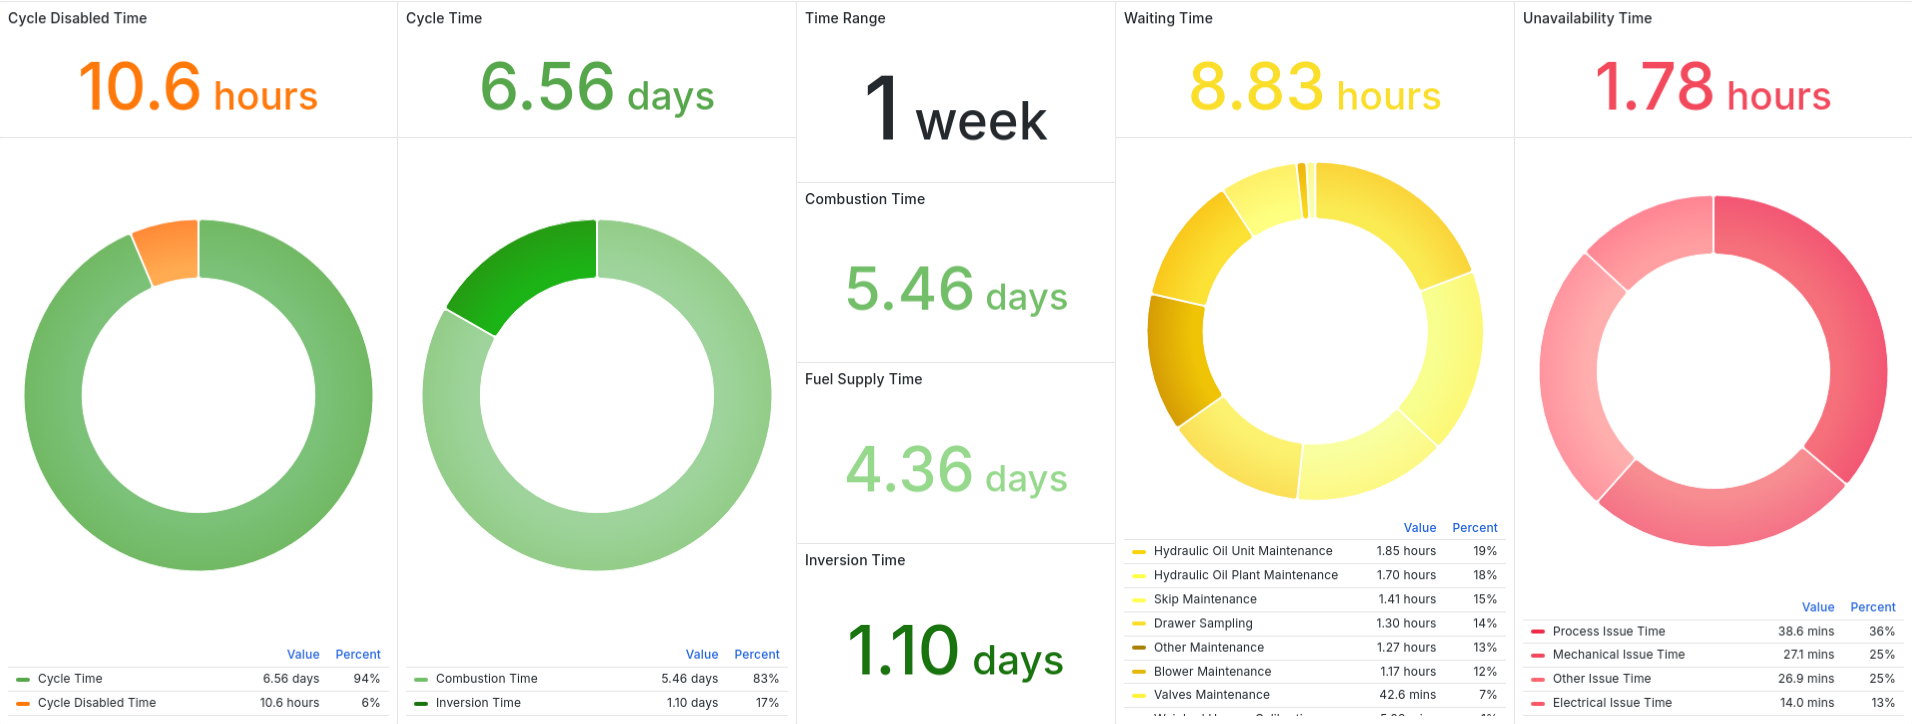 Cycle Disabled Time
10.6 hours
Value Percent
Cycle Time 6.56 days 94%
Cycle Disabled Time 10.6 hours 6%
Cycle Time
6.56 days
Value Percent
Combustion Time 5.46 days 83%
Inversion Time 1.10 days 17%
Time Range
1 week
Combustion Time
5.46 days
Fuel Supply Time
4.36 days
Inversion Time
1.10 days
Waiting Time
8.83 hours
Value Percent
Hydraulic Oil Unit Maintenance 1.85 hours 19%
Hydraulic Oil Plant Maintenance 1.70 hours 18%
Skip Maintenance 1.41 hours 15%
Drawer Sampling 1.30 hours 14%
Other Maintenance 1.27 hours 13%
Blower Maintenance 1.17 hours 12%
Valves Maintenance 42.6 mins 7%
Unavailability Time
1.78 hours
Value Percent
Process Issue Time 38.6 mins 36%
Mechanical Issue Time 27.1 mins 25%
Other Issue Time 26.9 mins 25%
Electrical Issue Time 14.0 mins 13%